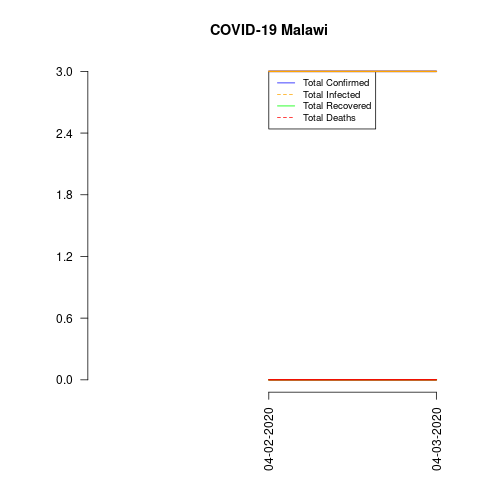 COVID-19 Malawi
3.0
2.4
1.8
1.2
0.6
0.0
Total Confirmed
Total Infected
Total Recovered
Total Deaths
04-02-2020
04-03-2020